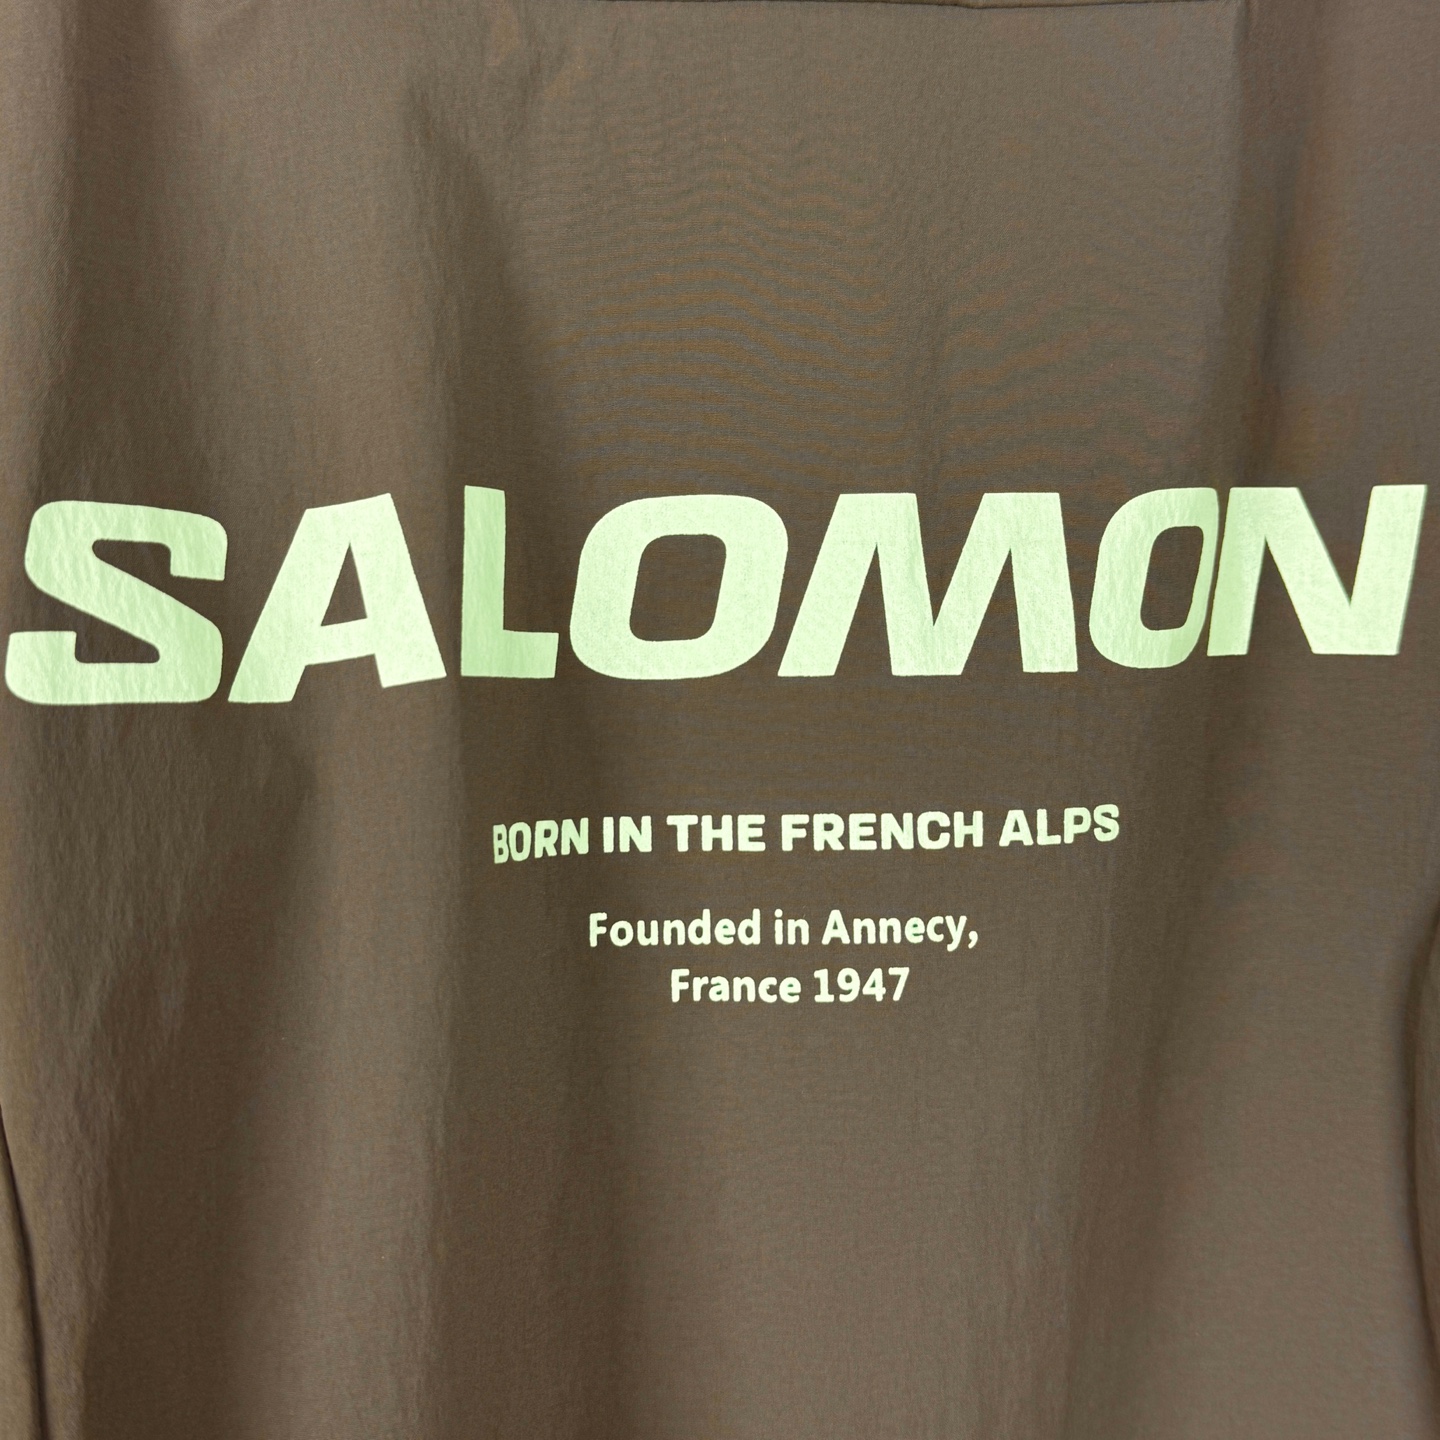 SALOMON
BORN IN THE FRENCH ALPS
Founded in Annecy,
France 1947